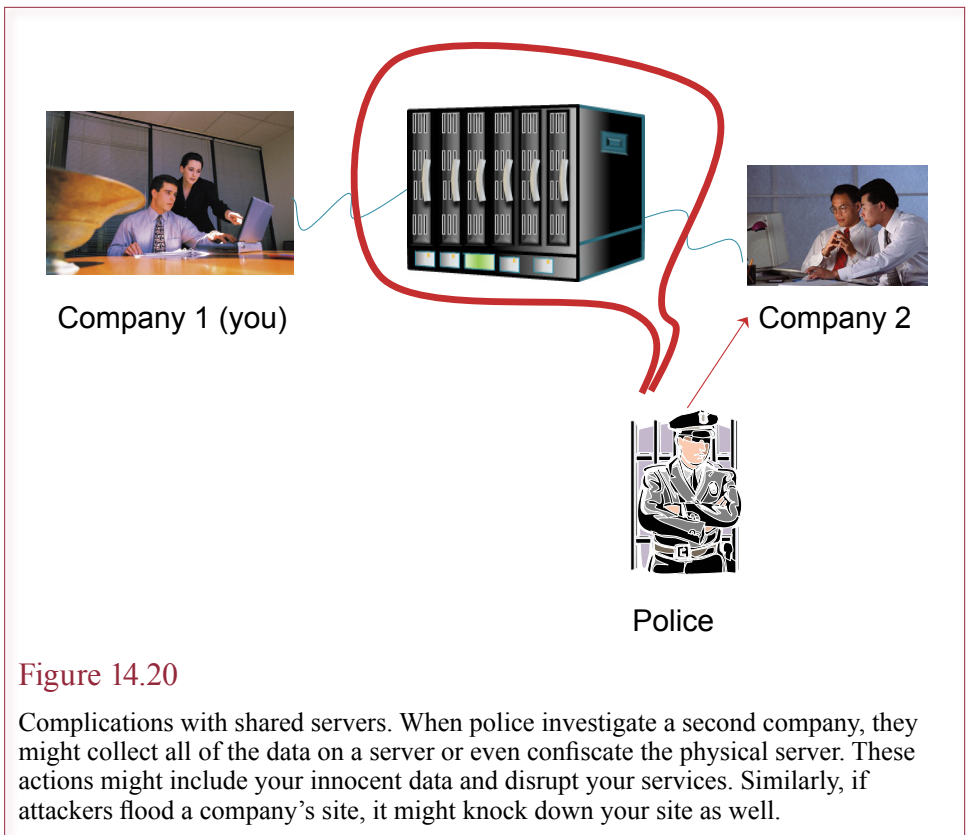 Company 1 (you)
Company 2
Police
Figure 14.20
Complications with shared servers. When police investigate a second company, they
might collect all of the data on a server or even confiscate the physical server. These
actions might include your innocent data and disrupt your services. Similarly, if
attackers flood a company’s site, it might knock down your site as well.